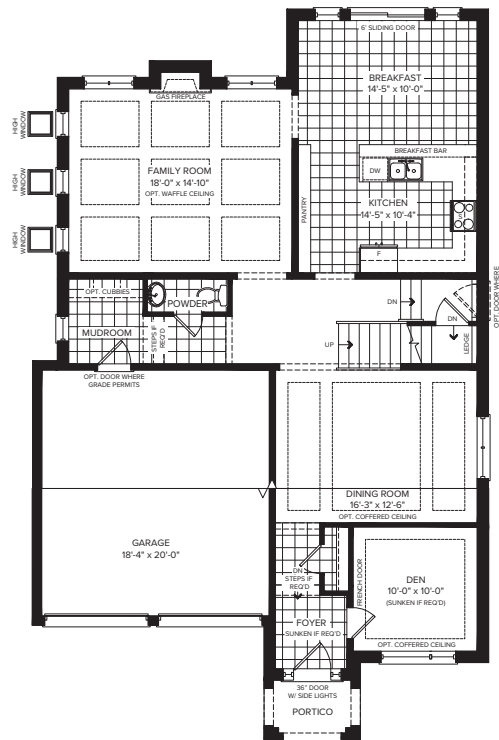 6' SLIDING DOOR
BREAKFAST
14'-5" x 10'-0"
GAS FIREPLACE
HIGH
WINDOW
HIGH
WINDOW
HIGH
WINDOW
FAMILY ROOM
18'-0" x 14'-10"
OPT. WAFFLE CEILING
BREAKFAST BAR
DW
PANTRY
KITCHEN
14'-5" x 10'-4"
F
OPT. CUBBIES
POWDER
MUDROOM
STEPS IF
REQ'D
DN
DN
UP
LEDGE
OPT. DOOR WHERE
OPT. DOOR WHERE
GRADE PERMITS
DINING ROOM
16'-3" x 12'-6"
OPT. COFFERED CEILING
GARAGE
18'-4" x 20'-0"
DN
STEPS IF
REQ'D
FRENCH DOOR
DEN
10'-0" x 10'-0"
(SUNKEN IF REQ'D)
FOYER
(SUNKEN IF REQ'D)
OPT. COFFERED CEILING
36" DOOR
W/ SIDE LIGHTS
PORTICO